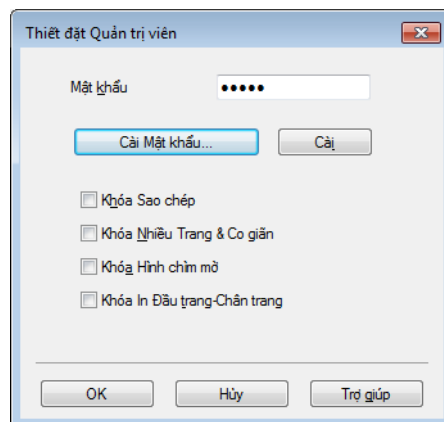 Thiết đặt Quản trị viên
Mật khẩu •••••
Cài Mật khẩu... Cài
Khóa Sao chép
Khóa Nhiều Trang & Co giãn
Khóa Hình chìm mờ
Khóa In Đầu trang-Chân trang
OK Hủy Trợ giúp